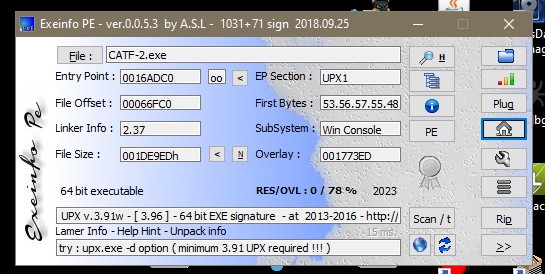 Exeinfo PE - ver.0.0.5.3 by A.S.L - 1031+71 sign 2018.09.25
File : CATF-2.exe H
Entry Point : 0016ADC0 oo < EP Section : UPX1
File Offset : 00066FC0 First Bytes : 53.56.57.55.48 Plug
Linker Info : 2.37 SubSystem : Win Console PE
File Size : 001DE9EDh < N Overlay : 001773ED
64 bit executable RES/OVL : 0 / 78 % 2023
UPX v.3.91w - [ 3.96 ] - 64 bit EXE signature - at 2013-2016 - http:// Scan / t Rip
Lamer Info - Help Hint - Unpack info 15 ms.
try : upx.exe -d option ( minimum 3.91 UPX required !!! ) >>
Exeinfo Pe